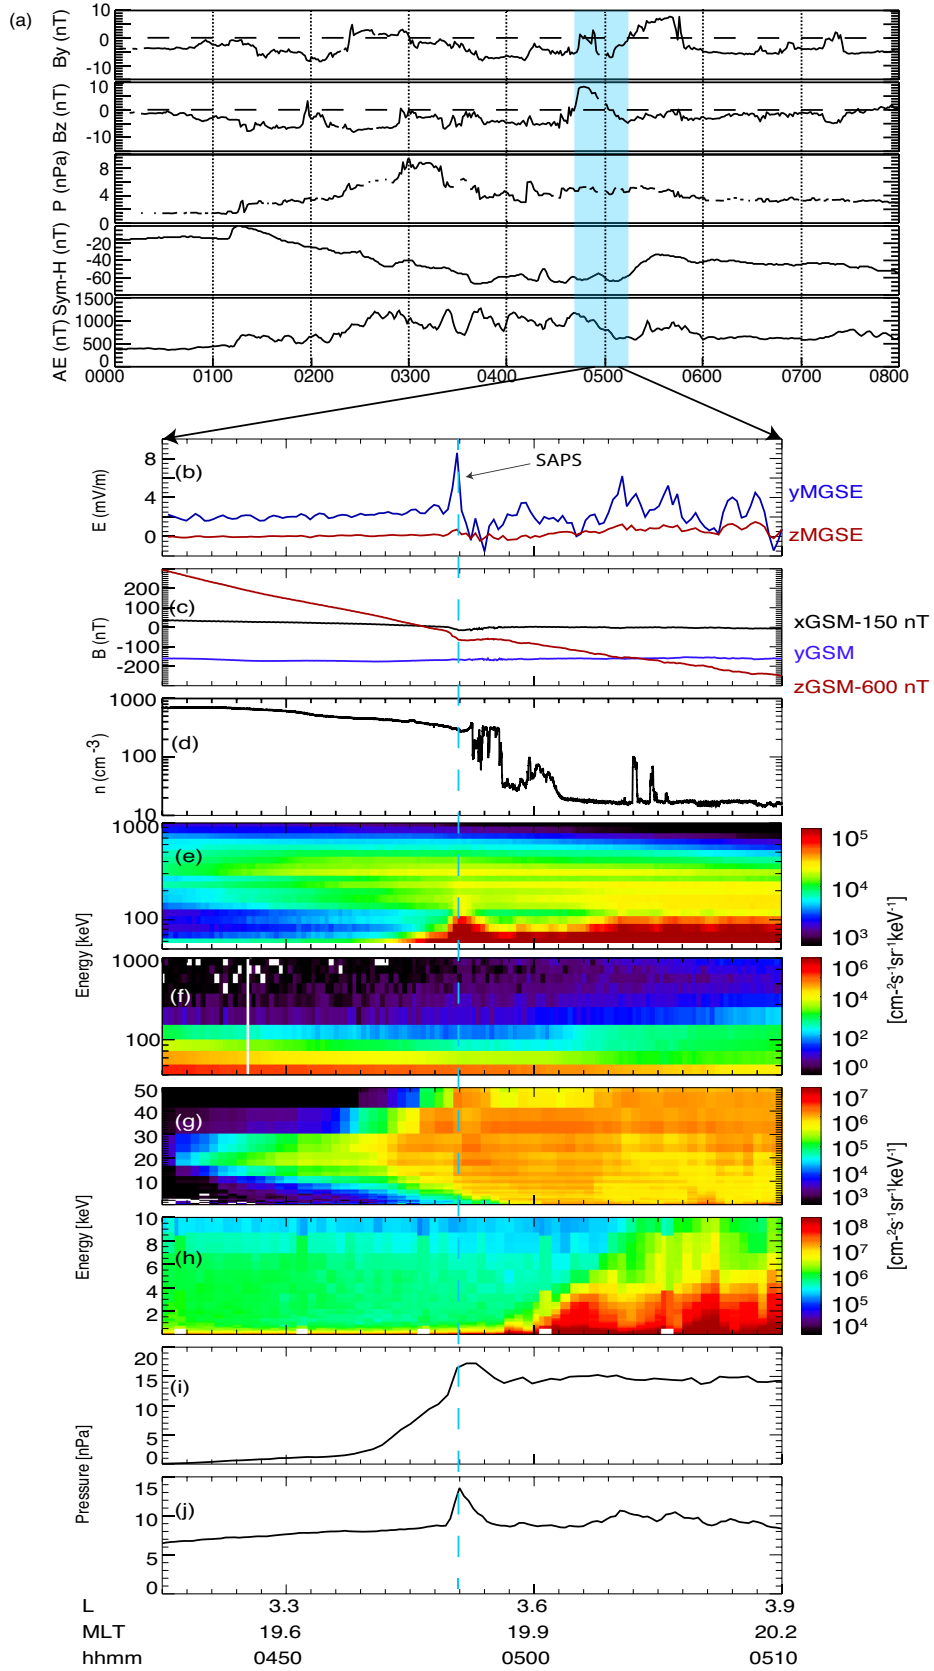 (a)
By (nT)
10
0
-10
Bz (nT)
10
0
-10
P (nPa)
8
4
0
Sym-H (nT)
-20
-40
-60
AE (nT)
1500
1000
500
0
0000 0100 0200 0300 0400 0500 0600 0700 0800
(b)
E (mV/m)
8
4
0
SAPS
yMGSE
zMGSE
(c)
B (nT)
200
100
0
-100
-200
xGSM-150 nT
yGSM
zGSM-600 nT
(d)
n (cm-3)
1000
100
10
(e)
1000
100
10⁵
10⁴
10³
Energy [keV]
(f)
1000
100
10⁶
10⁴
10²
10⁰
[cm-2s-1sr-1keV-1]
(g)
50
40
30
20
10
10⁷
10⁶
10⁵
10⁴
10³
Energy [keV]
(h)
10
8
6
4
2
10⁸
10⁷
10⁶
10⁵
10⁴
[cm-2s-1sr-1keV-1]
(i)
20
15
10
5
0
Pressure [nPa]
(j)
15
10
5
0
L 3.3 3.6 3.9
MLT 19.6 19.9 20.2
hhmm 0450 0500 0510